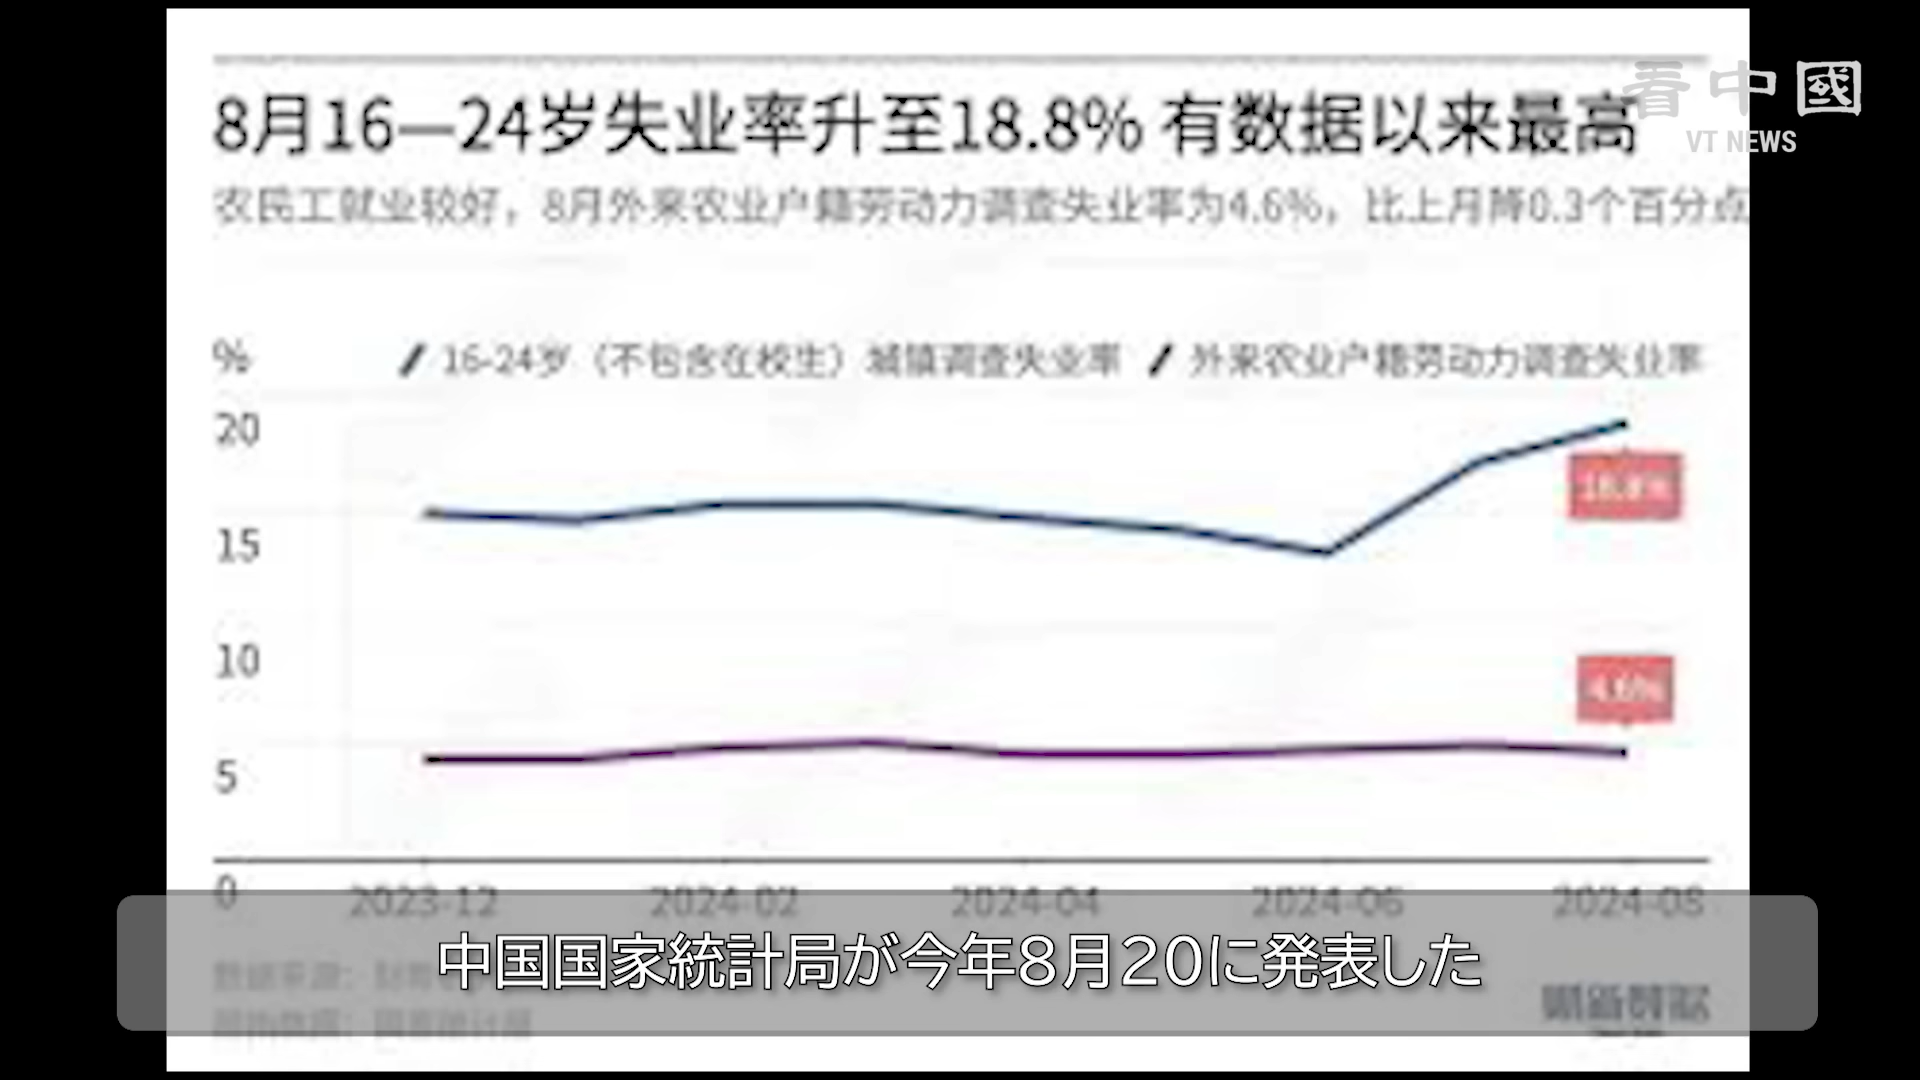 8月16—24岁失业率升至18.8% 有数据以来最高
看中國
VT NEWS
农民工就业较好，8月外来农业户籍劳动力调查失业率为4.6%，比上月降0.3个百分点
%
16-24岁（不包含在校生）城镇调查失业率
外来农业户籍劳动力调查失业率
20
18.8%
15
10
4.6%
5
0
2023-12
2024-02
2024-04
2024-06
2024-08
中国国家統計局が今年8月20に発表した